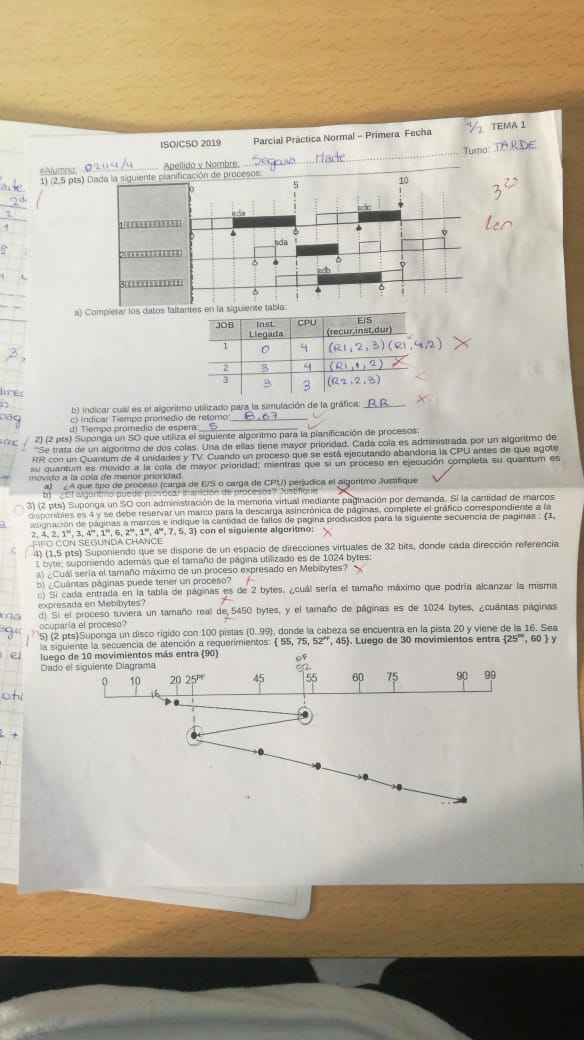 ISO/CSO 2019 Parcial Práctica Normal – Primera Fecha 1/2 TEMA 1
#Alumno: 02114/4 Apellido y Nombre: Segura Maite Turno: TARDE
1) (2,5 pts) Dada la siguiente planificación de procesos:
0 5 10
sda sdc
1
sda
2
sdb
3
a) Completar los datos faltantes en la siguiente tabla:
JOB Inst. Llegada CPU E/S (recur,inst,dur)
1 0 4 (R1, 2, 3) (R1, 4, 2)
2 3 4 (R1, 1, 2)
3 3 3 (R2, 2, 3)
b) Indicar cuál es el algoritmo utilizado para la simulación de la gráfica: RR
c) Indicar Tiempo promedio de retorno: 8,67
d) Tiempo promedio de espera: 5
2) (2 pts) Suponga un SO que utiliza el siguiente algoritmo para la planificación de procesos:
"Se trata de un algoritmo de dos colas. Una de ellas tiene mayor prioridad. Cada cola es administrada por un algoritmo de
RR con un Quantum de 4 unidades y TV. Cuando un proceso que se está ejecutando abandona la CPU antes de que agote
su quantum es movido a la cola de mayor prioridad; mientras que si un proceso en ejecución completa su quantum es
movido a la cola de menor prioridad.
a) ¿A que tipo de proceso (carga de E/S o carga de CPU) perjudica el algoritmo Justifique
b) ¿El algoritmo puede provocar inanición de procesos? Justifique
3) (2 pts) Suponga un SO con administración de la memoria virtual mediante paginación por demanda. Si la cantidad de marcos
disponibles es 4 y se debe reservar un marco para la descarga asincrónica de páginas, complete el gráfico correspondiente a la
asignación de páginas a marcos e indique la cantidad de fallos de pagina producidos para la siguiente secuencia de paginas : {1,
2, 4, 2, 1ᴹ, 3, 4ᴹ, 1ᴹ, 6, 2ᴹ, 1ᴹ, 4ᴹ, 7, 5, 3} con el siguiente algoritmo:
FIFO CON SEGUNDA CHANCE
4) (1,5 pts) Suponiendo que se dispone de un espacio de direcciones virtuales de 32 bits, donde cada dirección referencia
1 byte; suponiendo además que el tamaño de página utilizado es de 1024 bytes:
a) ¿Cuál sería el tamaño máximo de un proceso expresado en Mebibytes?
b) ¿Cuántas páginas puede tener un proceso?
c) Si cada entrada en la tabla de páginas es de 2 bytes, ¿cuál sería el tamaño máximo que podría alcanzar la misma
expresada en Mebibytes?
d) Si el proceso tuviera un tamaño real de 5450 bytes, y el tamaño de páginas es de 1024 bytes, ¿cuántas páginas
ocuparía el proceso?
5) (2 pts)Suponga un disco rigido con 100 pistas (0..99), donde la cabeza se encuentra en la pista 20 y viene de la 16. Sea
la siguiente la secuencia de atención a requerimientos: { 55, 75, 52ᴾᶠ, 45}. Luego de 30 movimientos entra {25ᴾᶠ, 60 } y
luego de 10 movimientos más entra {90}
Dado el siguiente Diagrama
PF
52
0 10 20 25ᴾᶠ 45 55 60 75 90 99
16